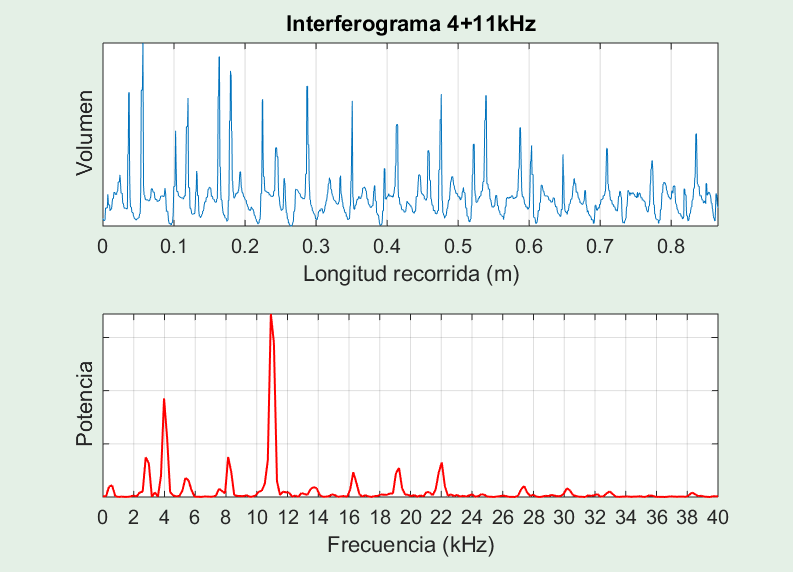 Interferograma 4+11kHz
Volumen
0 0.1 0.2 0.3 0.4 0.5 0.6 0.7 0.8
Longitud recorrida (m)
Potencia
0 2 4 6 8 10 12 14 16 18 20 22 24 26 28 30 32 34 36 38 40
Frecuencia (kHz)